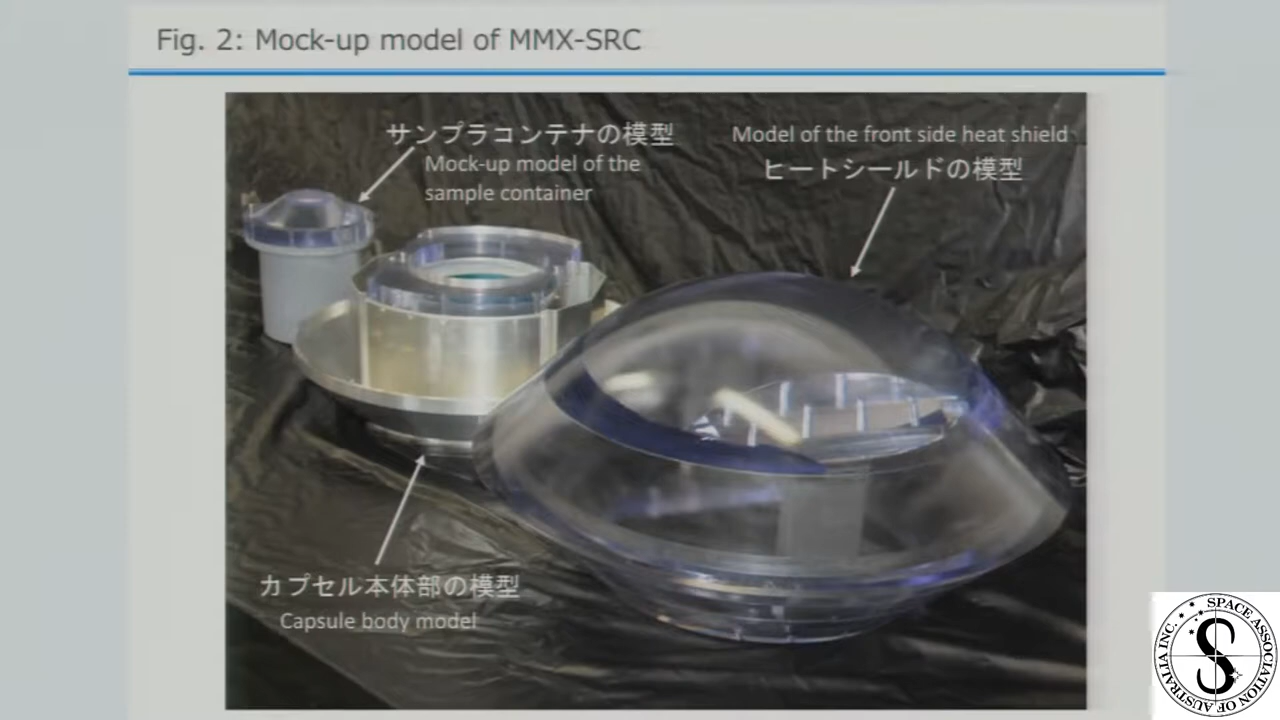 Fig. 2: Mock-up model of MMX-SRC
サンプラコンテナの模型
Mock-up model of the
sample container
Model of the front side heat shield
ヒートシールドの模型
カプセル本体部の模型
Capsule body model
SPACE ASSOCIATION OF AUSTRALIA INC.
S